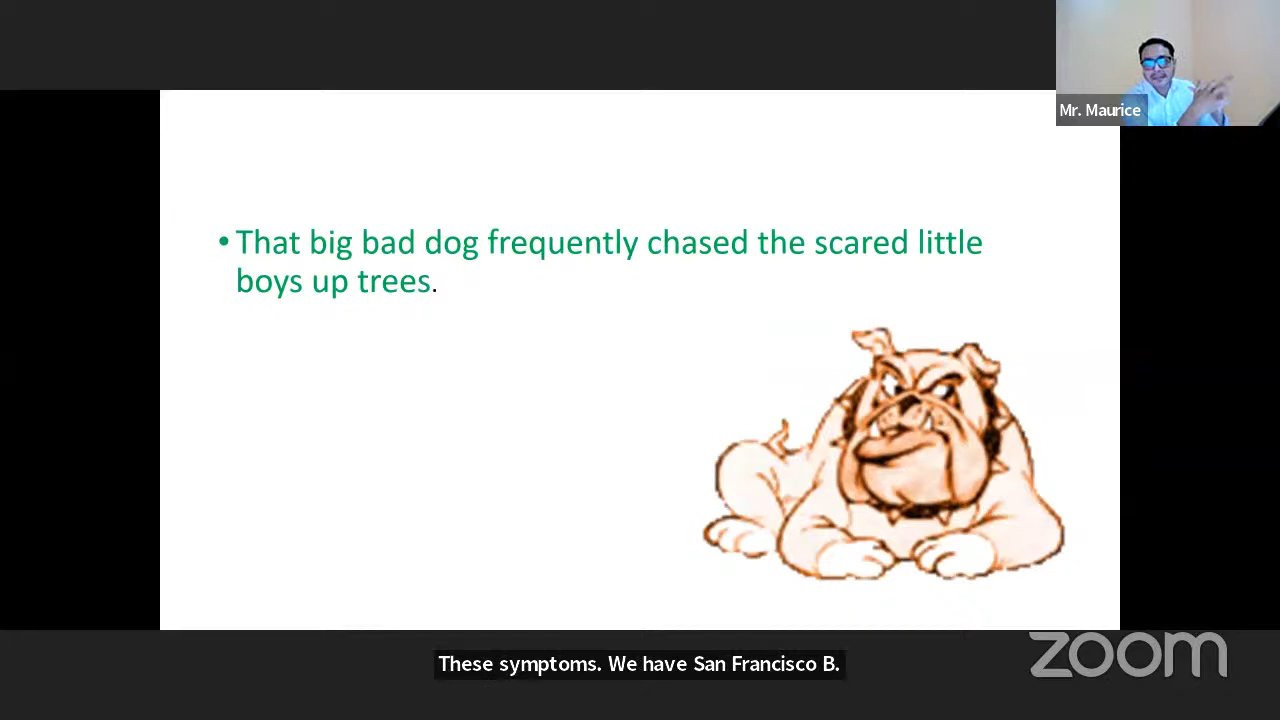 Mr. Maurice
• That big bad dog frequently chased the scared little
boys up trees.
These symptoms. We have San Francisco B.
zoom